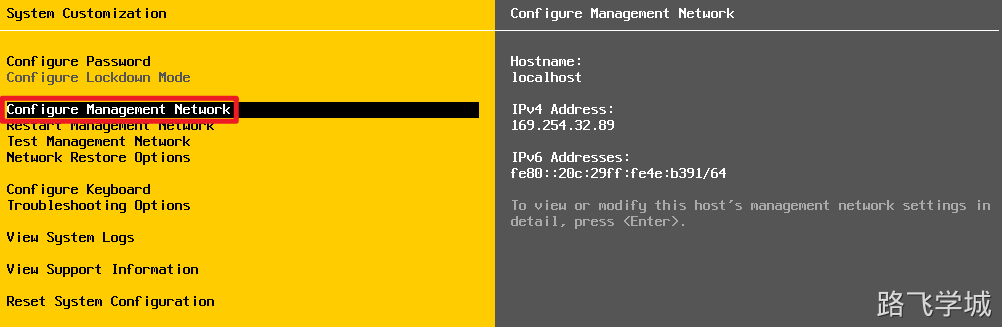 System Customization
Configure Password
Configure Lockdown Mode
Configure Management Network
Restart Management Network
Test Management Network
Network Restore Options
Configure Keyboard
Troubleshooting Options
View System Logs
View Support Information
Reset System Configuration
Configure Management Network
Hostname:
localhost
IPv4 Address:
169.254.32.89
IPv6 Addresses:
fe80::20c:29ff:fe4e:b391/64
To view or modify this host's management network settings in
detail, press <Enter>.
路飞学城